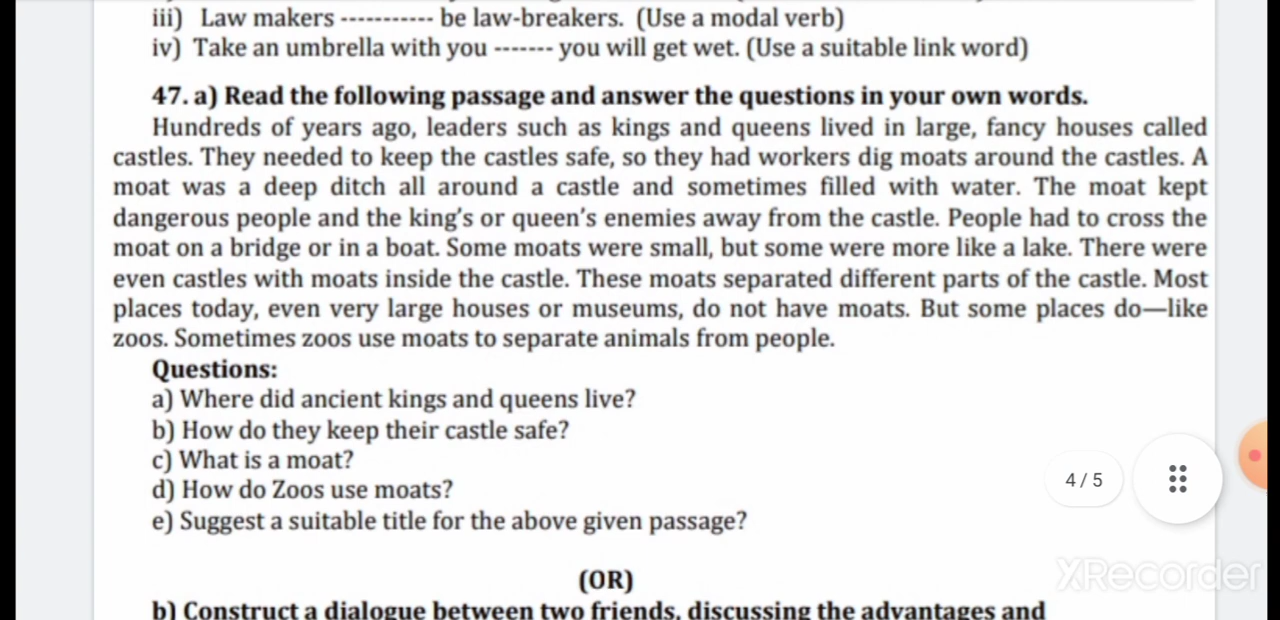 iii) Law makers ----------- be law-breakers. (Use a modal verb)
iv) Take an umbrella with you ------- you will get wet. (Use a suitable link word)
47. a) Read the following passage and answer the questions in your own words.
Hundreds of years ago, leaders such as kings and queens lived in large, fancy houses called
castles. They needed to keep the castles safe, so they had workers dig moats around the castles. A
moat was a deep ditch all around a castle and sometimes filled with water. The moat kept
dangerous people and the king's or queen's enemies away from the castle. People had to cross the
moat on a bridge or in a boat. Some moats were small, but some were more like a lake. There were
even castles with moats inside the castle. These moats separated different parts of the castle. Most
places today, even very large houses or museums, do not have moats. But some places do—like
zoos. Sometimes zoos use moats to separate animals from people.
Questions:
a) Where did ancient kings and queens live?
b) How do they keep their castle safe?
c) What is a moat?
d) How do Zoos use moats?
4 / 5
e) Suggest a suitable title for the above given passage?
(OR)
XRecorder
b) Construct a dialogue between two friends, discussing the advantages and